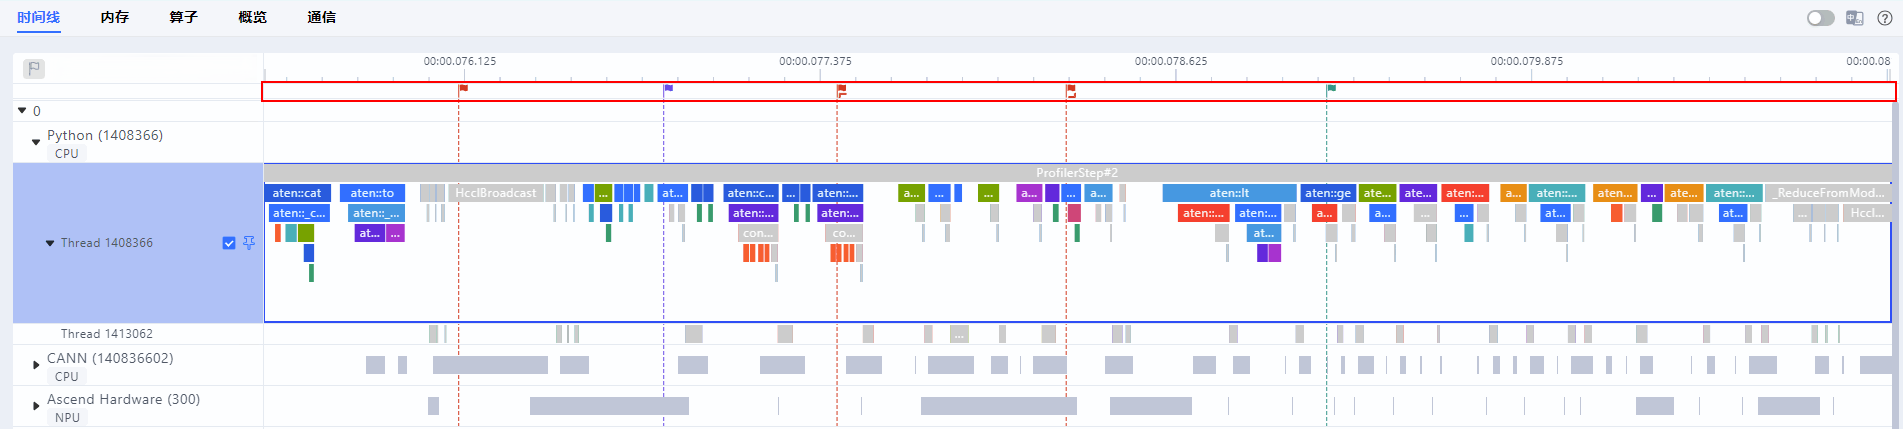 时间线 内存 算子 概览 通信
00:00.076.125 00:00.077.375 00:00.078.625 00:00.079.875 00:00.08
0
Python (1408366)
CPU
ProfilerStep#2
aten::cat aten::to HcclBroadcast ... at... aten::c... ... aten::... a... ... a... ... a... aten::lt aten::ge ate... ate... aten:... ate... aten::... aten... ... ate... aten::... _ReduceFromMod...
aten::_c... aten::_... aten::... aten::... aten:... aten:... a... a... ... ... at... at... ... Hccl...
Thread 1408366
at... ... con... co... at...
Thread 1413062
...
CANN (140836602)
CPU
Ascend Hardware (300)
NPU